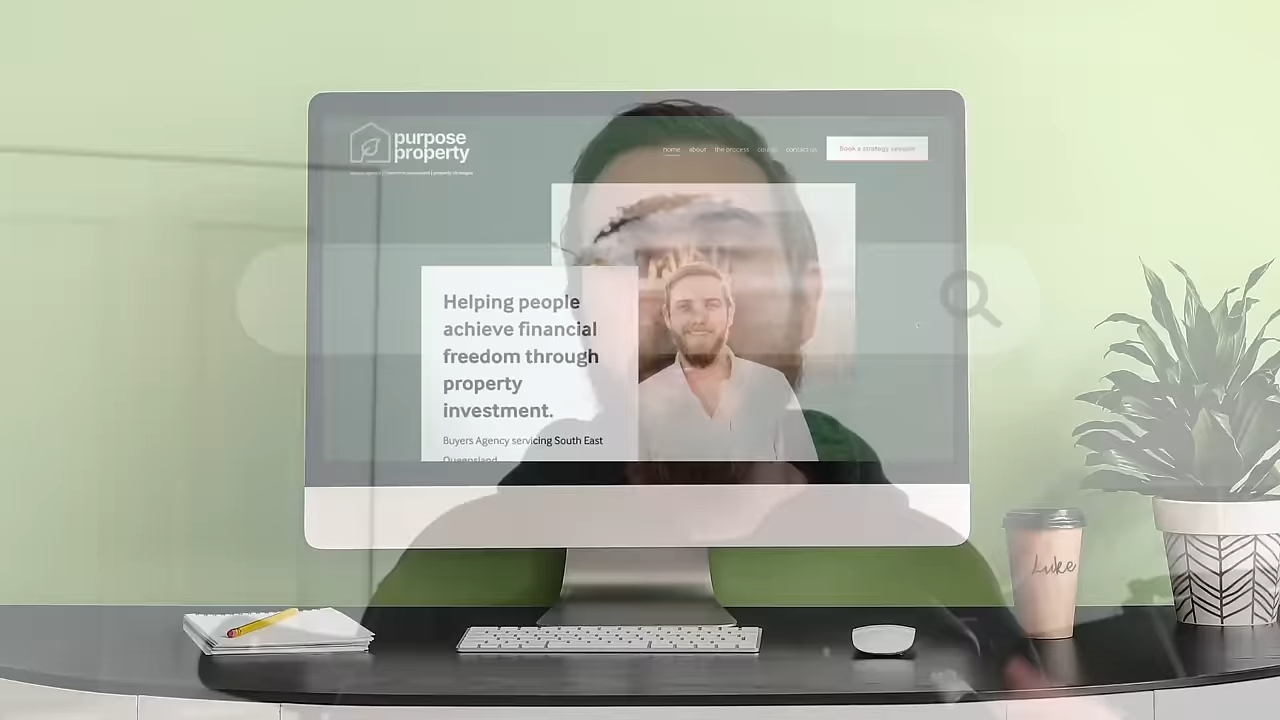 purpose
property
home about the process contact us
Book a strategy session
Helping people
achieve financial
freedom through
property
investment.
Buyers Agency servicing South East
Queensland
Luke